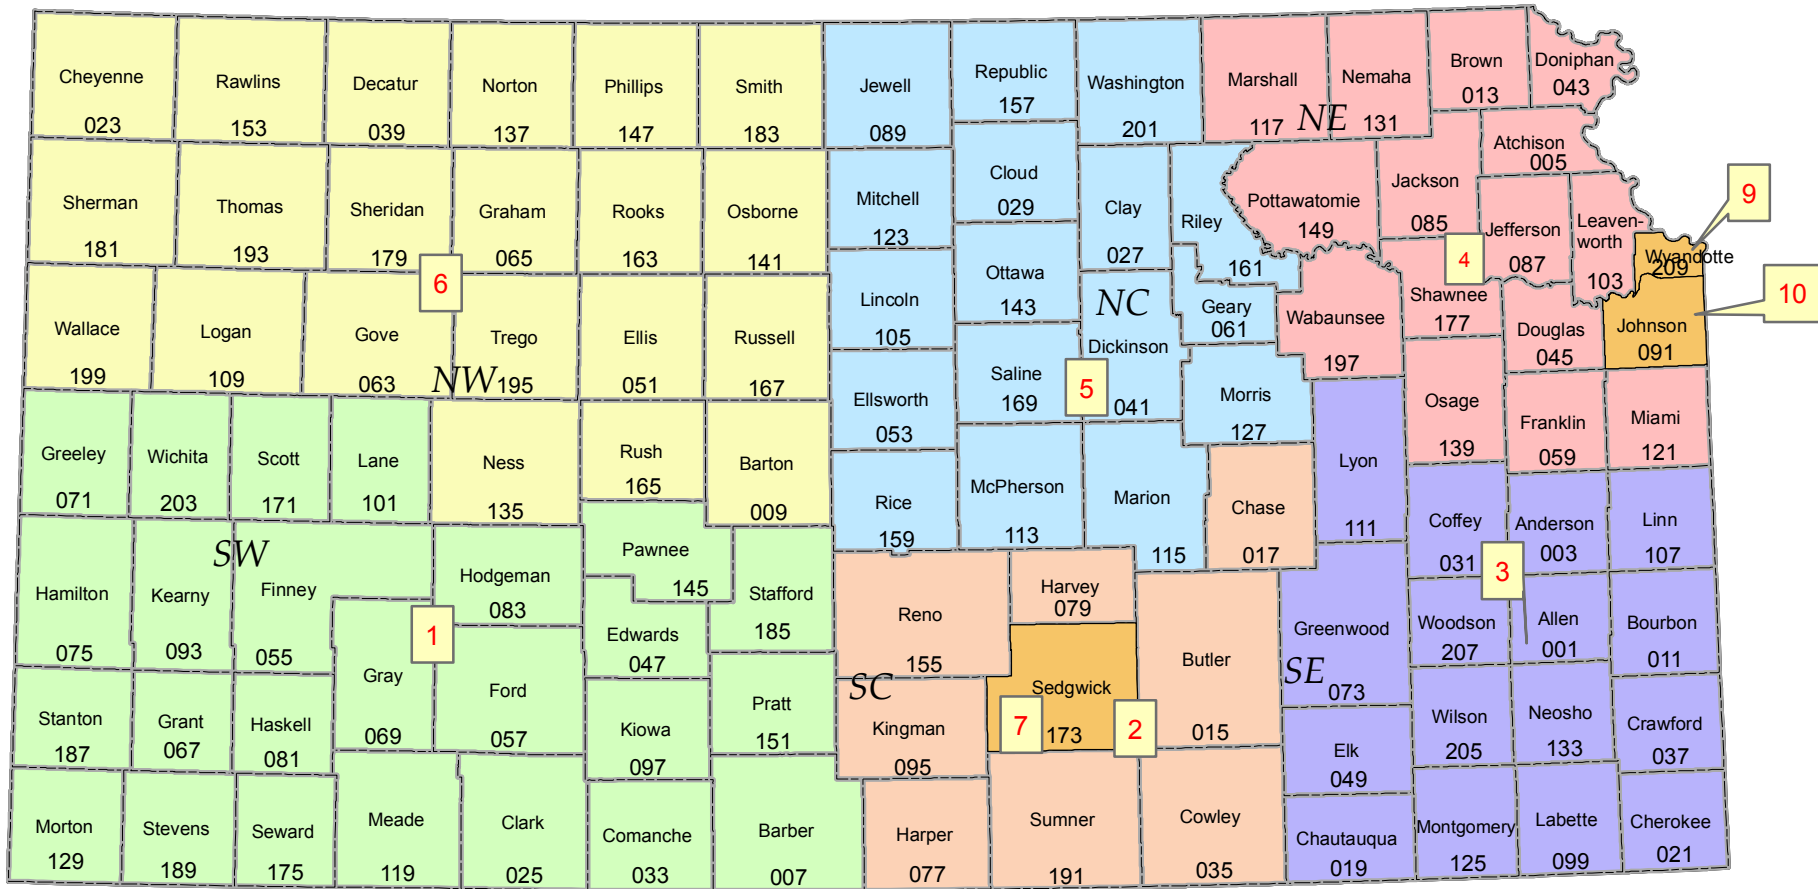 Cheyenne
023
Rawlins
153
Decatur
039
Norton
137
Phillips
147
Smith
183
Jewell
089
Republic
157
Washington
201
Marshall
117
NE
Nemaha
131
Brown
013
Doniphan
043
Sherman
181
Thomas
193
Sheridan
179
Graham
065
Rooks
163
Osborne
141
Mitchell
123
Cloud
029
Clay
027
Riley
161
Pottawatomie
149
Jackson
085
Atchison
005
Jefferson
087
Leaven-
worth
103
Wyandotte
209
9
4
6
Wallace
199
Logan
109
Gove
063
NW
Trego
195
Ellis
051
Russell
167
Lincoln
105
Ottawa
143
NC
Geary
061
Dickinson
041
Wabaunsee
197
Shawnee
177
Douglas
045
Johnson
091
10
Ellsworth
053
Saline
169
5
Morris
127
Osage
139
Franklin
059
Miami
121
Greeley
071
Wichita
203
Scott
171
Lane
101
Ness
135
Rush
165
Barton
009
Rice
159
McPherson
113
Marion
115
Chase
017
Lyon
111
Coffey
031
Anderson
003
Linn
107
SW
Hamilton
075
Kearny
093
Finney
055
Hodgeman
083
Pawnee
145
Stafford
185
Edwards
047
1
Gray
069
Ford
057
Reno
155
Harvey
079
Sedgwick
173
7
2
Butler
015
SC
SE
Greenwood
073
Woodson
207
3
Allen
001
Bourbon
011
Stanton
187
Grant
067
Haskell
081
Kiowa
097
Pratt
151
Kingman
095
Elk
049
Wilson
205
Neosho
133
Crawford
037
Morton
129
Stevens
189
Seward
175
Meade
119
Clark
025
Comanche
033
Barber
007
Harper
077
Sumner
191
Cowley
035
Chautauqua
019
Montgomery
125
Labette
099
Cherokee
021